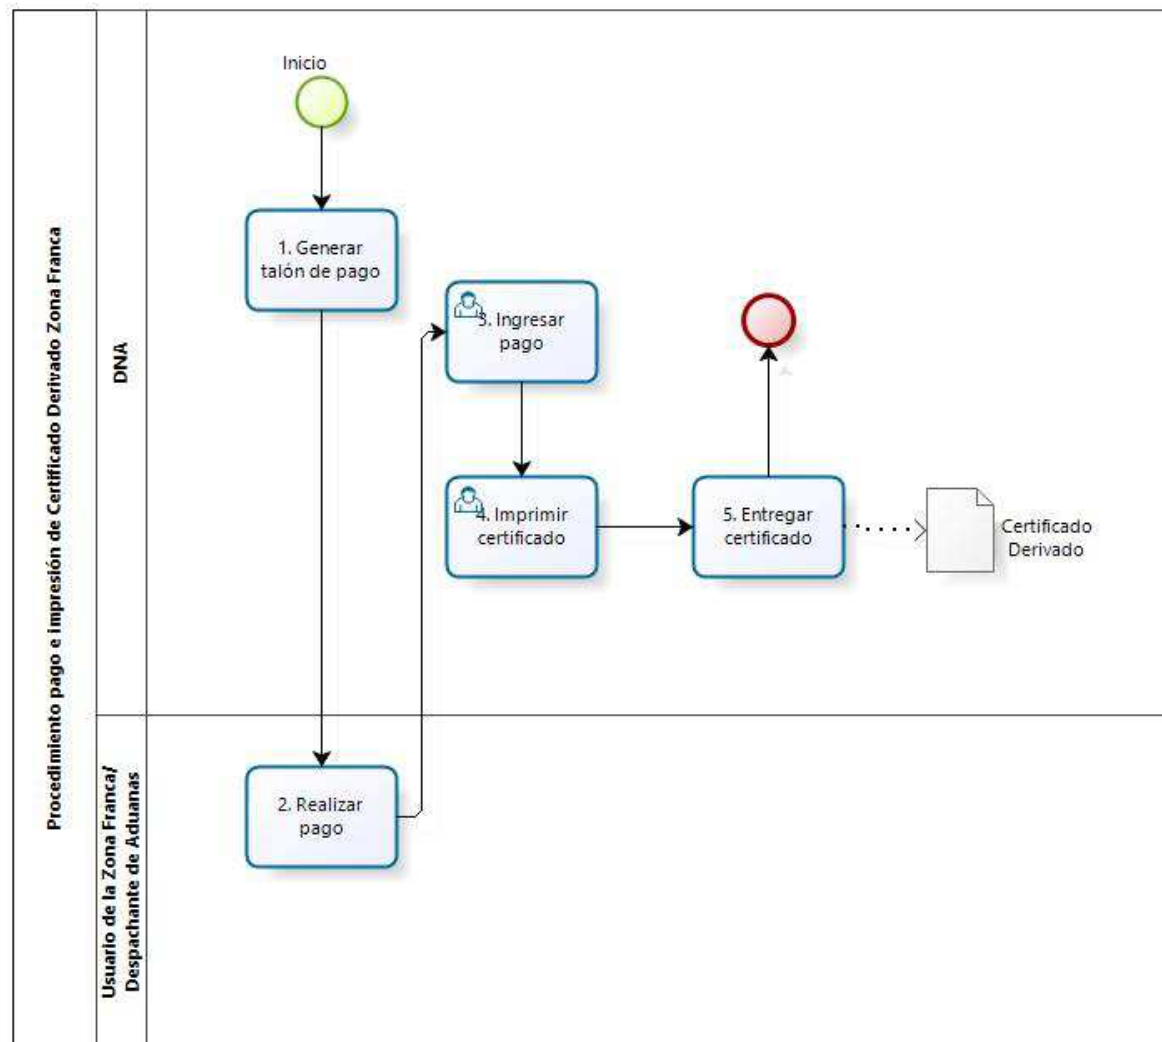 Procedimiento pago e impresión de Certificado Derivado Zona Franca
DNA
Inicio
1. Generar
talón de pago
3. Ingresar
pago
4. Imprimir
certificado
5. Entregar
certificado
Certificado
Derivado
Usuario de la Zona Franca/
Despachante de Aduanas
2. Realizar
pago